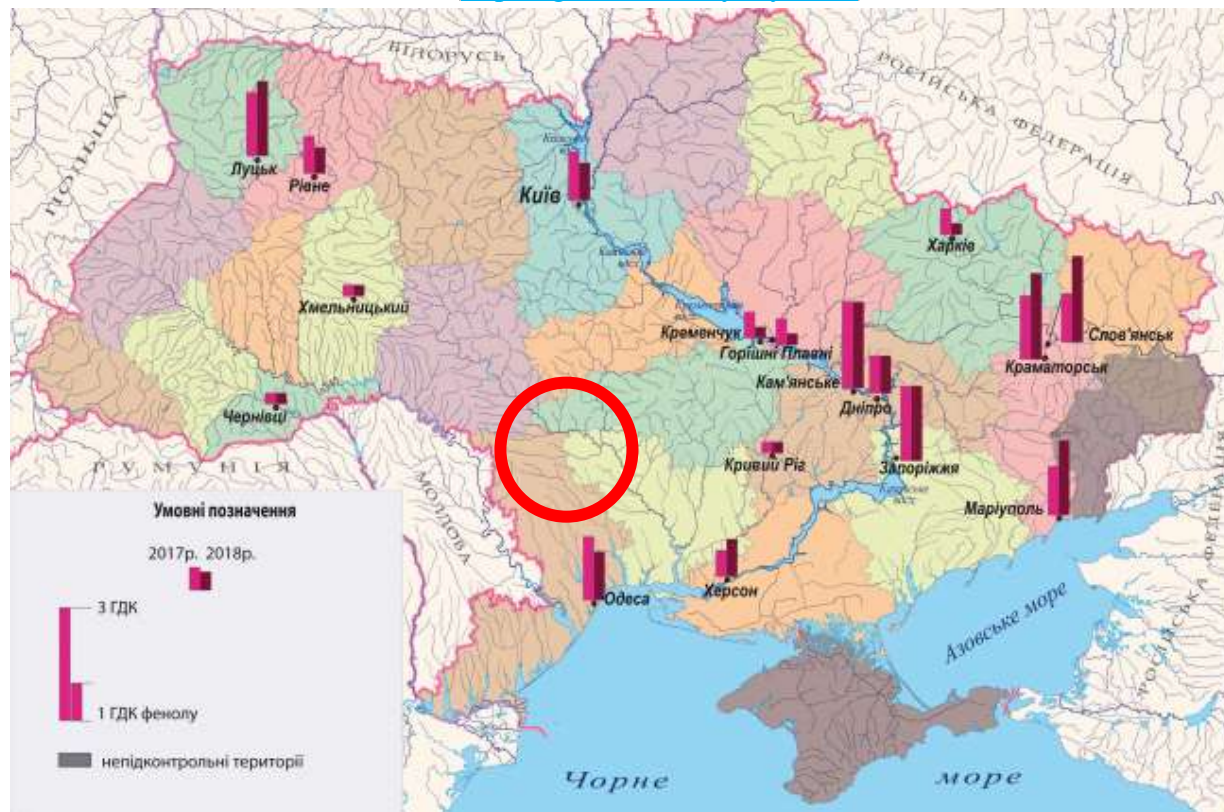 БІЛОРУСЬ
РОСІЙСЬКА ФЕДЕРАЦІЯ
ПОЛЬЩА
Луцьк
Рівне
Київ
Харків
Хмельницький
Кременчук
Горішні Плавні
Слов'янськ
Краматорськ
Кам'янське
Дніпро
Чернівці
РУМУНІЯ
МОЛДОВА
Кривий Ріг
Запоріжжя
Маріуполь
Херсон
Одеса
Азовське море
РОСІЙСЬКА ФЕДЕРАЦІЯ
Чорне море
Умовні позначення
2017р. 2018р.
3 ГДК
1 ГДК фенолу
непідконтрольні території